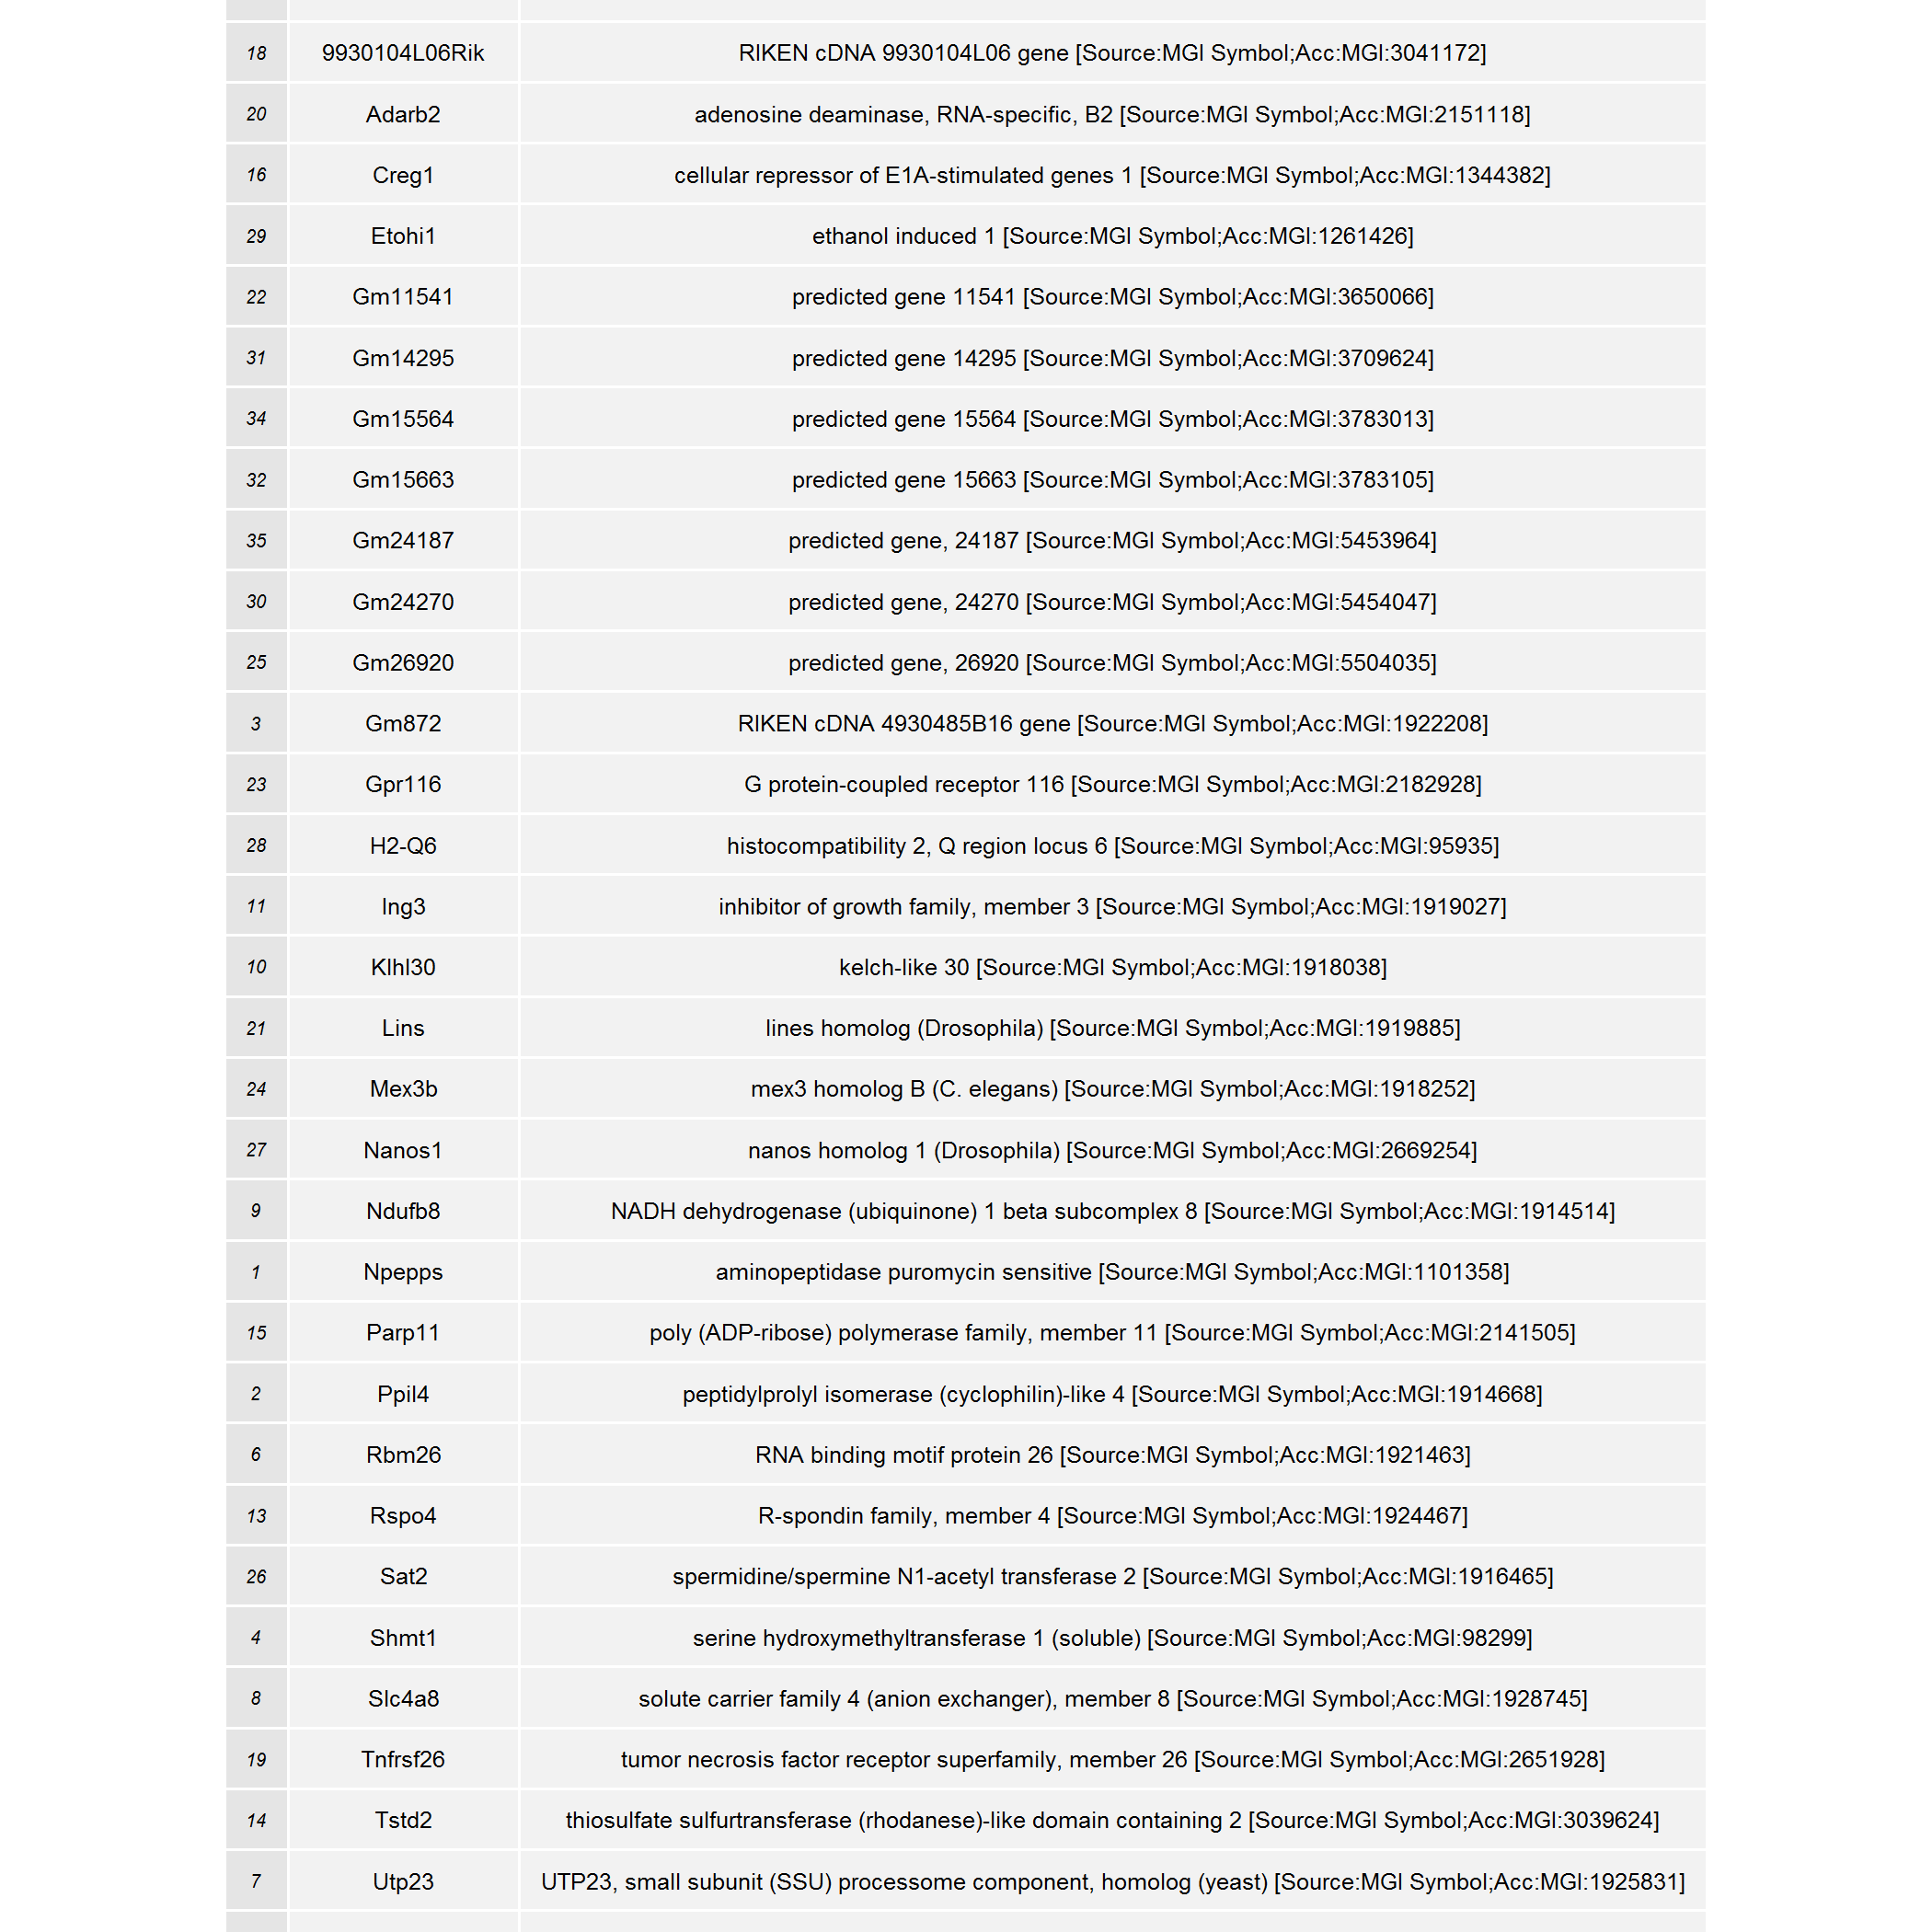 18 9930104L06Rik RIKEN cDNA 9930104L06 gene [Source:MGI Symbol;Acc:MGI:3041172]
20 Adarb2 adenosine deaminase, RNA-specific, B2 [Source:MGI Symbol;Acc:MGI:2151118]
16 Creg1 cellular repressor of E1A-stimulated genes 1 [Source:MGI Symbol;Acc:MGI:1344382]
29 Etohi1 ethanol induced 1 [Source:MGI Symbol;Acc:MGI:1261426]
22 Gm11541 predicted gene 11541 [Source:MGI Symbol;Acc:MGI:3650066]
31 Gm14295 predicted gene 14295 [Source:MGI Symbol;Acc:MGI:3709624]
34 Gm15564 predicted gene 15564 [Source:MGI Symbol;Acc:MGI:3783013]
32 Gm15663 predicted gene 15663 [Source:MGI Symbol;Acc:MGI:3783105]
35 Gm24187 predicted gene, 24187 [Source:MGI Symbol;Acc:MGI:5453964]
30 Gm24270 predicted gene, 24270 [Source:MGI Symbol;Acc:MGI:5454047]
25 Gm26920 predicted gene, 26920 [Source:MGI Symbol;Acc:MGI:5504035]
3 Gm872 RIKEN cDNA 4930485B16 gene [Source:MGI Symbol;Acc:MGI:1922208]
23 Gpr116 G protein-coupled receptor 116 [Source:MGI Symbol;Acc:MGI:2182928]
28 H2-Q6 histocompatibility 2, Q region locus 6 [Source:MGI Symbol;Acc:MGI:95935]
11 Ing3 inhibitor of growth family, member 3 [Source:MGI Symbol;Acc:MGI:1919027]
10 Klhl30 kelch-like 30 [Source:MGI Symbol;Acc:MGI:1918038]
21 Lins lines homolog (Drosophila) [Source:MGI Symbol;Acc:MGI:1919885]
24 Mex3b mex3 homolog B (C. elegans) [Source:MGI Symbol;Acc:MGI:1918252]
27 Nanos1 nanos homolog 1 (Drosophila) [Source:MGI Symbol;Acc:MGI:2669254]
9 Ndufb8 NADH dehydrogenase (ubiquinone) 1 beta subcomplex 8 [Source:MGI Symbol;Acc:MGI:1914514]
1 Npepps aminopeptidase puromycin sensitive [Source:MGI Symbol;Acc:MGI:1101358]
15 Parp11 poly (ADP-ribose) polymerase family, member 11 [Source:MGI Symbol;Acc:MGI:2141505]
2 Ppil4 peptidylprolyl isomerase (cyclophilin)-like 4 [Source:MGI Symbol;Acc:MGI:1914668]
6 Rbm26 RNA binding motif protein 26 [Source:MGI Symbol;Acc:MGI:1921463]
13 Rspo4 R-spondin family, member 4 [Source:MGI Symbol;Acc:MGI:1924467]
26 Sat2 spermidine/spermine N1-acetyl transferase 2 [Source:MGI Symbol;Acc:MGI:1916465]
4 Shmt1 serine hydroxymethyltransferase 1 (soluble) [Source:MGI Symbol;Acc:MGI:98299]
8 Slc4a8 solute carrier family 4 (anion exchanger), member 8 [Source:MGI Symbol;Acc:MGI:1928745]
19 Tnfrsf26 tumor necrosis factor receptor superfamily, member 26 [Source:MGI Symbol;Acc:MGI:2651928]
14 Tstd2 thiosulfate sulfurtransferase (rhodanese)-like domain containing 2 [Source:MGI Symbol;Acc:MGI:3039624]
7 Utp23 UTP23, small subunit (SSU) processome component, homolog (yeast) [Source:MGI Symbol;Acc:MGI:1925831]